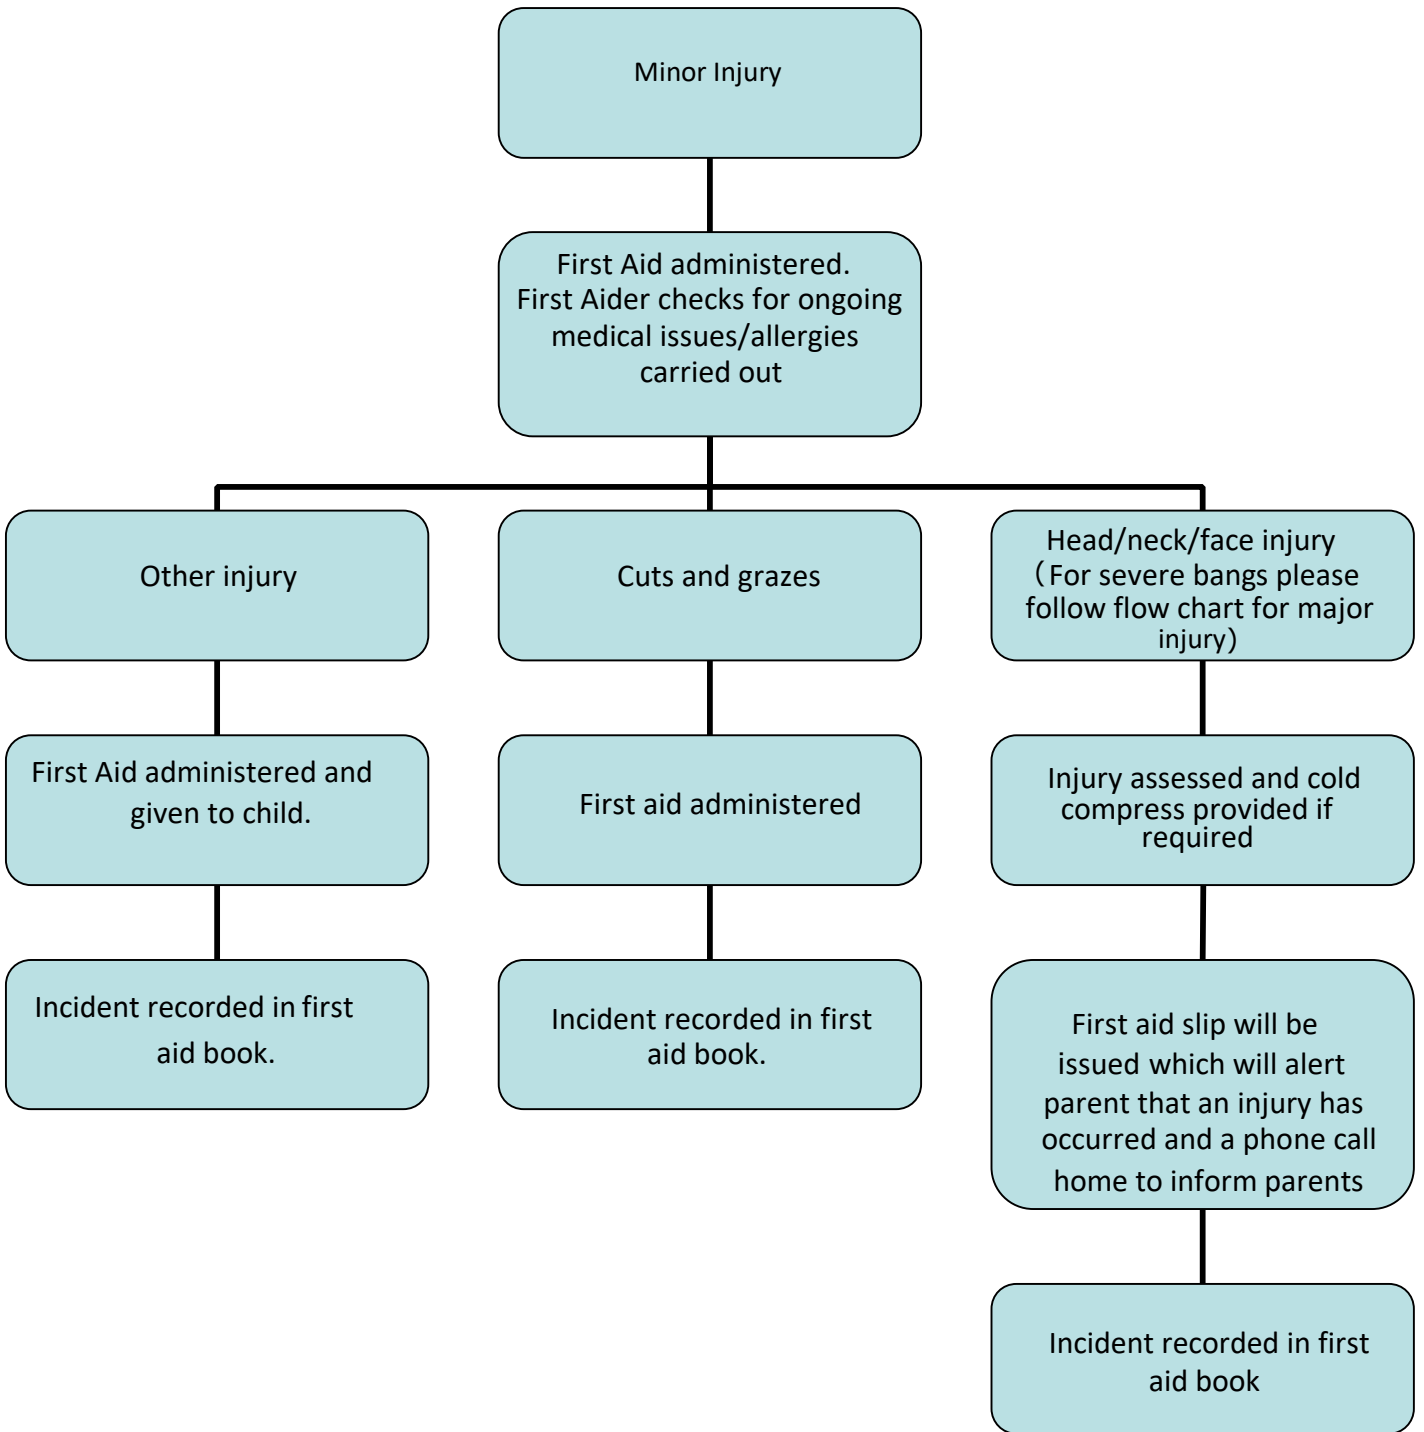 Minor Injury
First Aid administered.
First Aider checks for ongoing
medical issues/allergies
carried out
Other injury
Cuts and grazes
Head/neck/face injury
(For severe bangs please
follow flow chart for major
injury)
First Aid administered and
given to child.
First aid administered
Injury assessed and cold
compress provided if
required
Incident recorded in first
aid book.
Incident recorded in first
aid book.
First aid slip will be
issued which will alert
parent that an injury has
occurred and a phone call
home to inform parents
Incident recorded in first
aid book